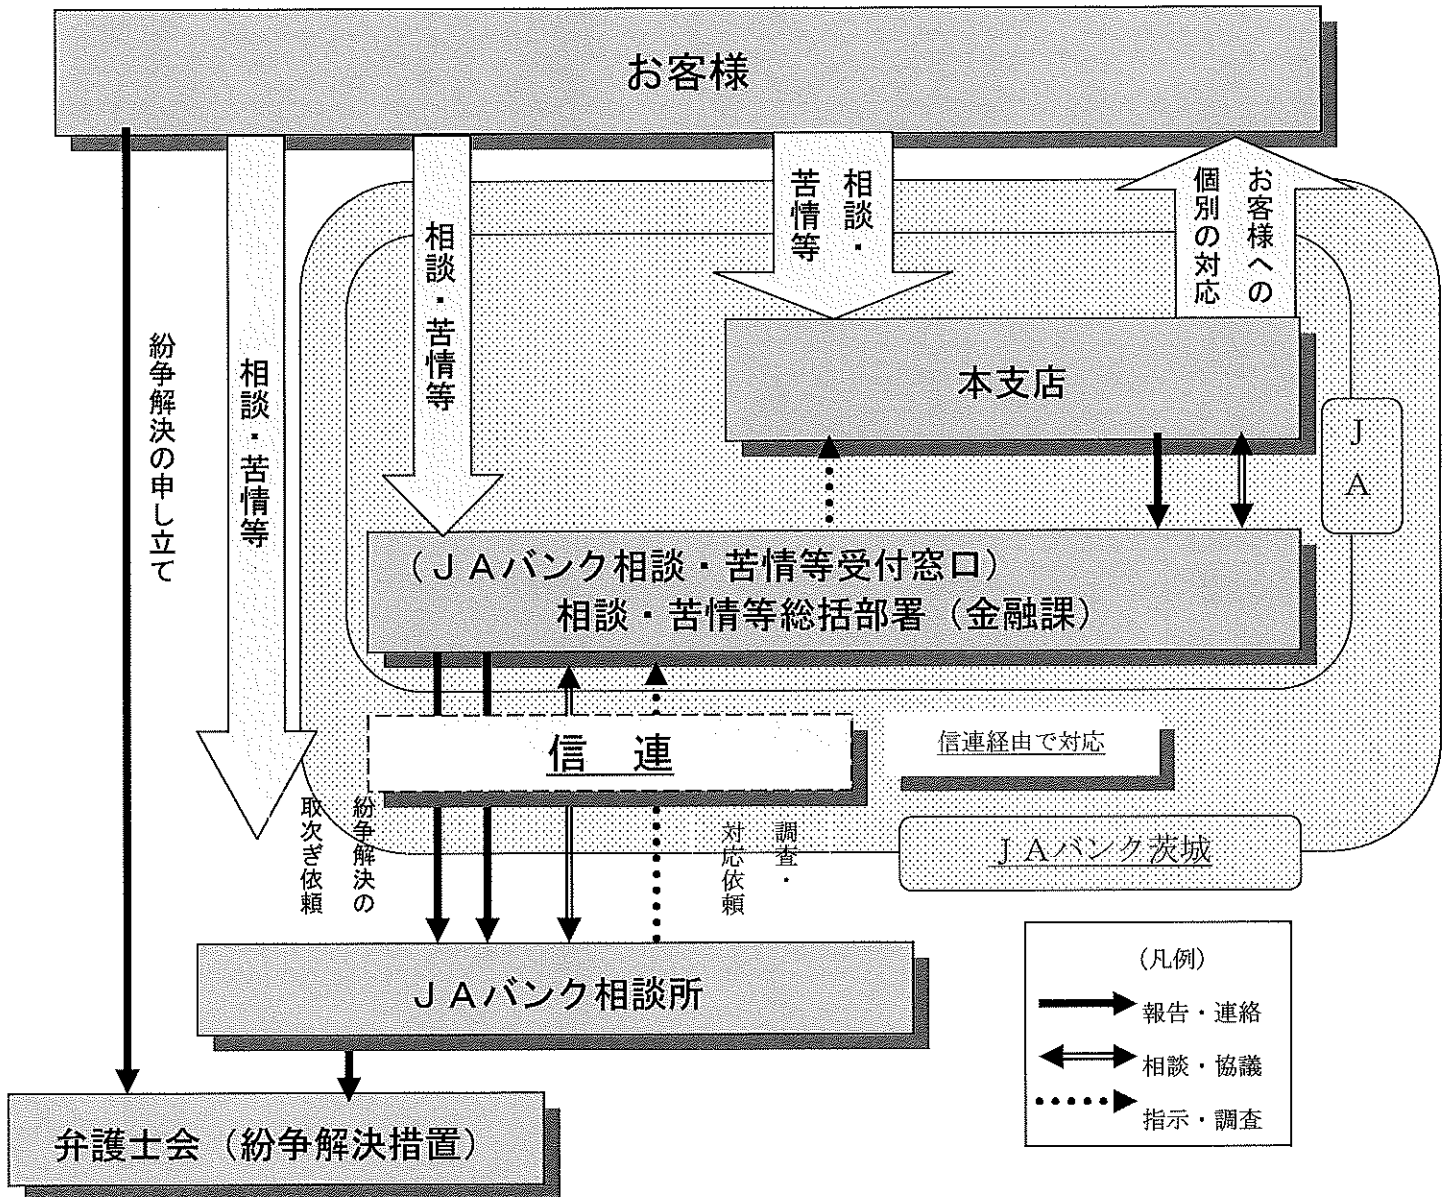 お客様
紛争解決の申し立て
相談・苦情等
相談・苦情等
相談・
苦情等
お客様への
個別の対応
本支店
ＪＡ
（ＪＡバンク相談・苦情等受付窓口）
相談・苦情等総括部署（金融課）
信　連
信連経由で対応
紛争解決の
取次ぎ依頼
調査・
対応依頼
ＪＡバンク茨城
ＪＡバンク相談所
弁護士会（紛争解決措置）
（凡例）
報告・連絡
相談・協議
指示・調査